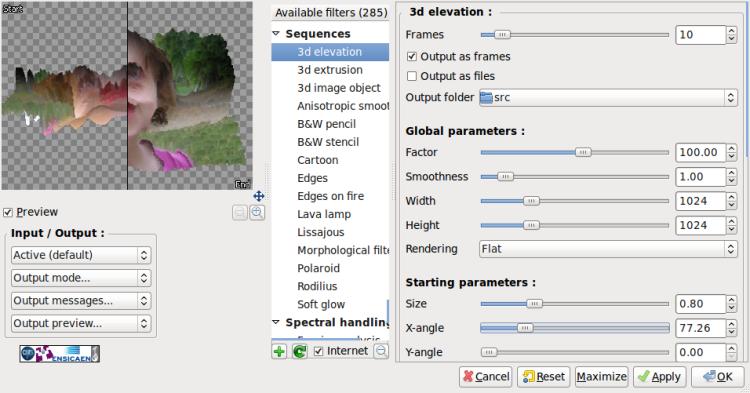 Start
End
Preview
Input / Output :
Active (default)
Output mode...
Output messages...
Output preview...
ENSICAEN
Available filters (285)
Sequences
3d elevation
3d extrusion
3d image object
Anisotropic smoot
B&W pencil
B&W stencil
Cartoon
Edges
Edges on fire
Lava lamp
Lissajous
Morphological filte
Polaroid
Rodilius
Soft glow
Spectral handling
Internet
3d elevation :
Frames 10
Output as frames
Output as files
Output folder src
Global parameters :
Factor 100.00
Smoothness 1.00
Width 1024
Height 1024
Rendering Flat
Starting parameters :
Size 0.80
X-angle 77.26
Y-angle 0.00
Cancel Reset Maximize Apply OK